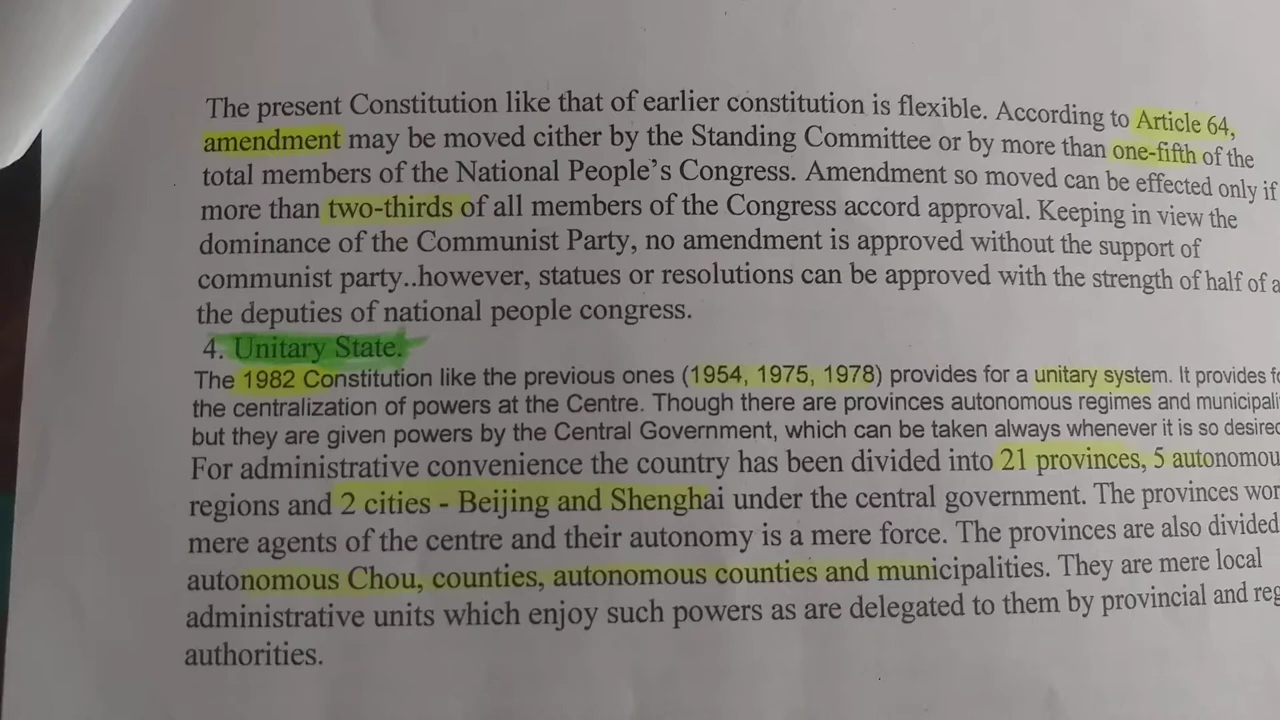 The present Constitution like that of earlier constitution is flexible. According to Article 64,
amendment may be moved cither by the Standing Committee or by more than one-fifth of the
total members of the National People's Congress. Amendment so moved can be effected only if
more than two-thirds of all members of the Congress accord approval. Keeping in view the
dominance of the Communist Party, no amendment is approved without the support of
communist party..however, statues or resolutions can be approved with the strength of half of a
the deputies of national people congress.
4. Unitary State.
The 1982 Constitution like the previous ones (1954, 1975, 1978) provides for a unitary system. It provides fo
the centralization of powers at the Centre. Though there are provinces autonomous regimes and municipali
but they are given powers by the Central Government, which can be taken always whenever it is so desired
For administrative convenience the country has been divided into 21 provinces, 5 autonomou
regions and 2 cities - Beijing and Shenghai under the central government. The provinces wor
mere agents of the centre and their autonomy is a mere force. The provinces are also divided
autonomous Chou, counties, autonomous counties and municipalities. They are mere local
administrative units which enjoy such powers as are delegated to them by provincial and reg
authorities.